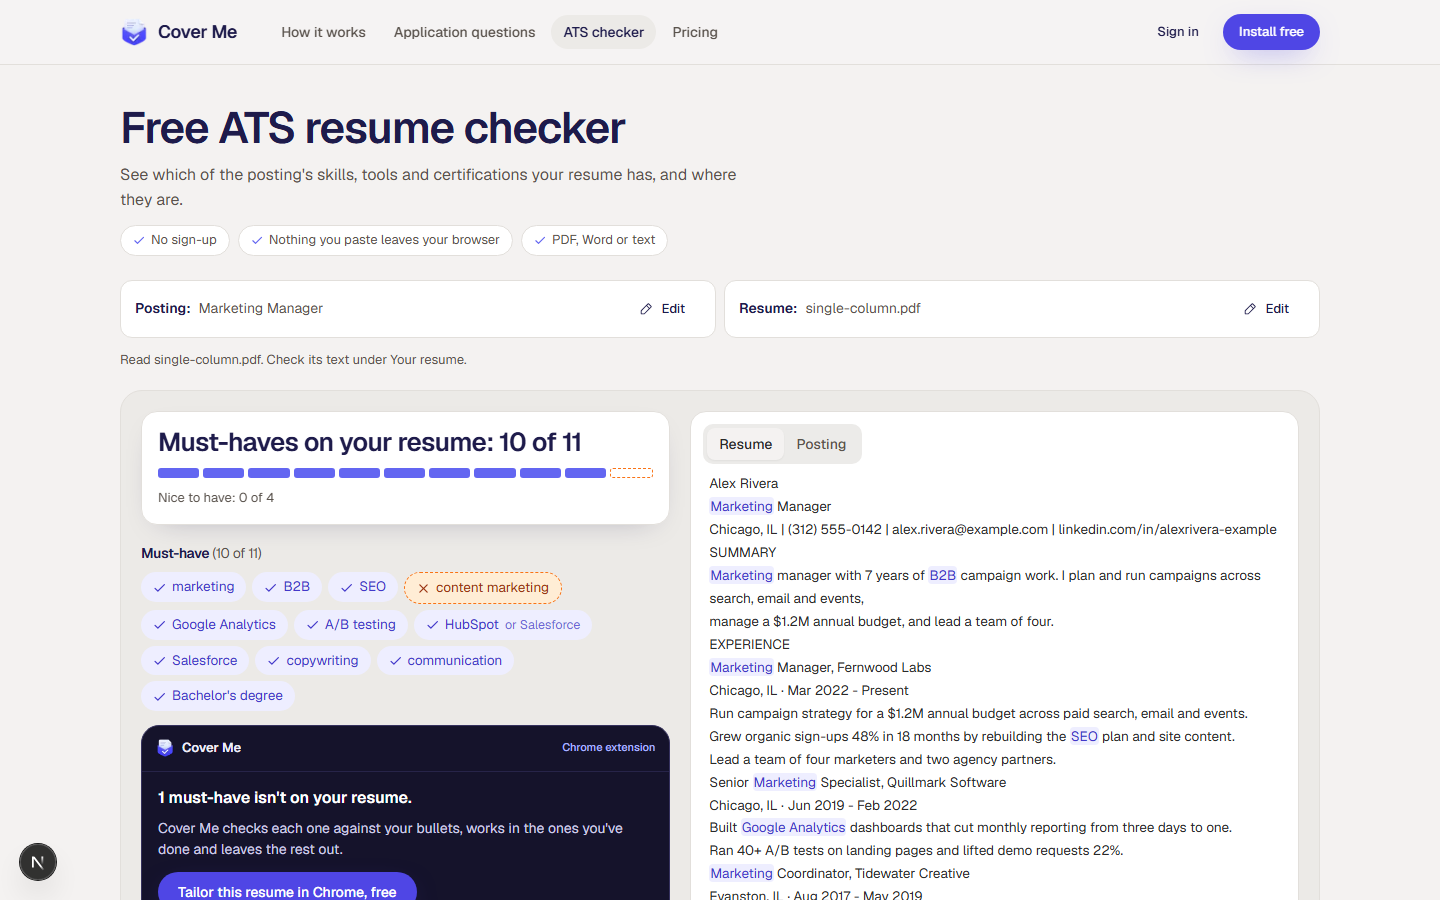 Cover Me
How it works
Application questions
ATS checker
Pricing
Sign in
Install free
Free ATS resume checker
See which of the posting's skills, tools and certifications your resume has, and where
they are.
No sign-up
Nothing you paste leaves your browser
PDF, Word or text
Posting: Marketing Manager
Edit
Resume: single-column.pdf
Edit
Read single-column.pdf. Check its text under Your resume.
Must-haves on your resume: 10 of 11
Nice to have: 0 of 4
Must-have (10 of 11)
marketing
B2B
SEO
content marketing
Google Analytics
A/B testing
HubSpot or Salesforce
Salesforce
copywriting
communication
Bachelor's degree
Cover Me
Chrome extension
1 must-have isn't on your resume.
Cover Me checks each one against your bullets, works in the ones you've
done and leaves the rest out.
Tailor this resume in Chrome, free
Resume
Posting
Alex Rivera
Marketing Manager
Chicago, IL | (312) 555-0142 | alex.rivera@example.com | linkedin.com/in/alexrivera-example
SUMMARY
Marketing manager with 7 years of B2B campaign work. I plan and run campaigns across
search, email and events,
manage a $1.2M annual budget, and lead a team of four.
EXPERIENCE
Marketing Manager, Fernwood Labs
Chicago, IL · Mar 2022 - Present
Run campaign strategy for a $1.2M annual budget across paid search, email and events.
Grew organic sign-ups 48% in 18 months by rebuilding the SEO plan and site content.
Lead a team of four marketers and two agency partners.
Senior Marketing Specialist, Quillmark Software
Chicago, IL · Jun 2019 - Feb 2022
Built Google Analytics dashboards that cut monthly reporting from three days to one.
Ran 40+ A/B tests on landing pages and lifted demo requests 22%.
Marketing Coordinator, Tidewater Creative
Evanston, IL · Aug 2017 - May 2019
N